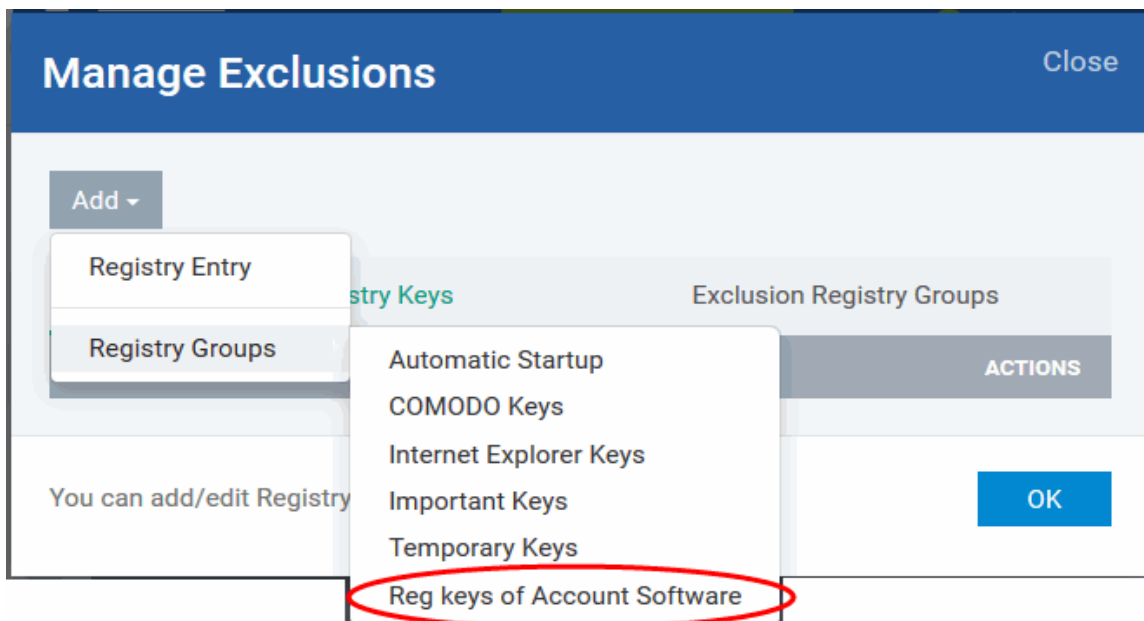 Manage Exclusions
Close
Add
Registry Entry
stry Keys
Exclusion Registry Groups
Registry Groups
ACTIONS
Automatic Startup
COMODO Keys
Internet Explorer Keys
You can add/edit Registry
Important Keys
OK
Temporary Keys
Reg keys of Account Software